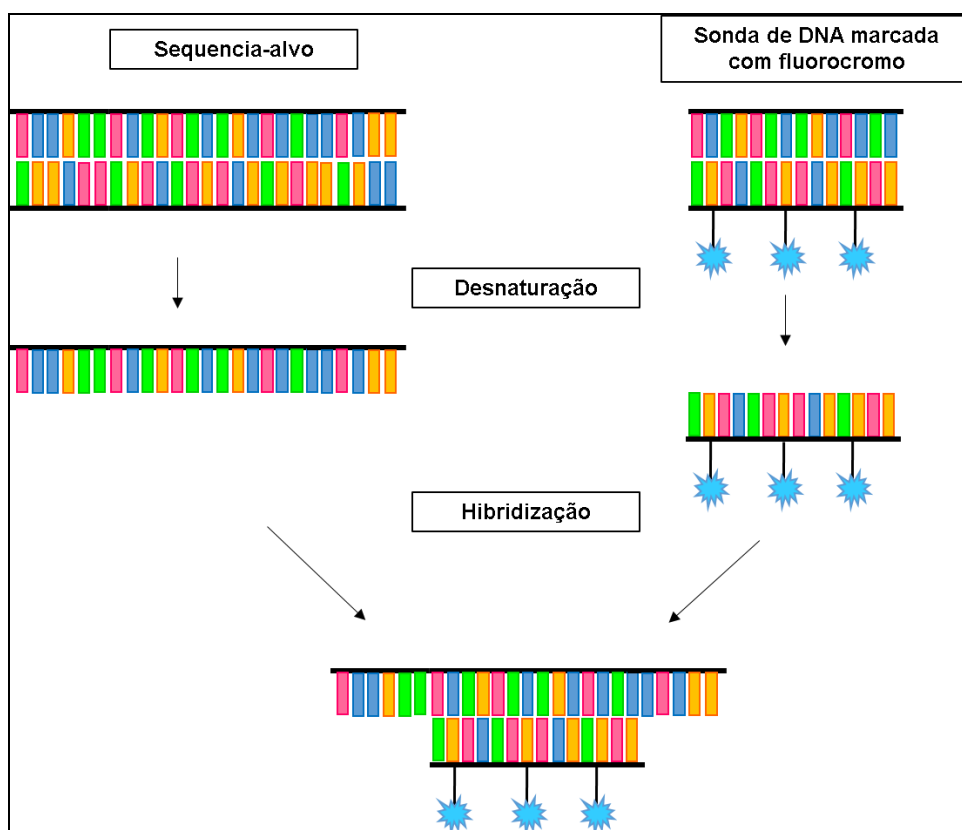 Sequencia-alvo
Sonda de DNA marcada
com fluorocromo
Desnaturação
Hibridização